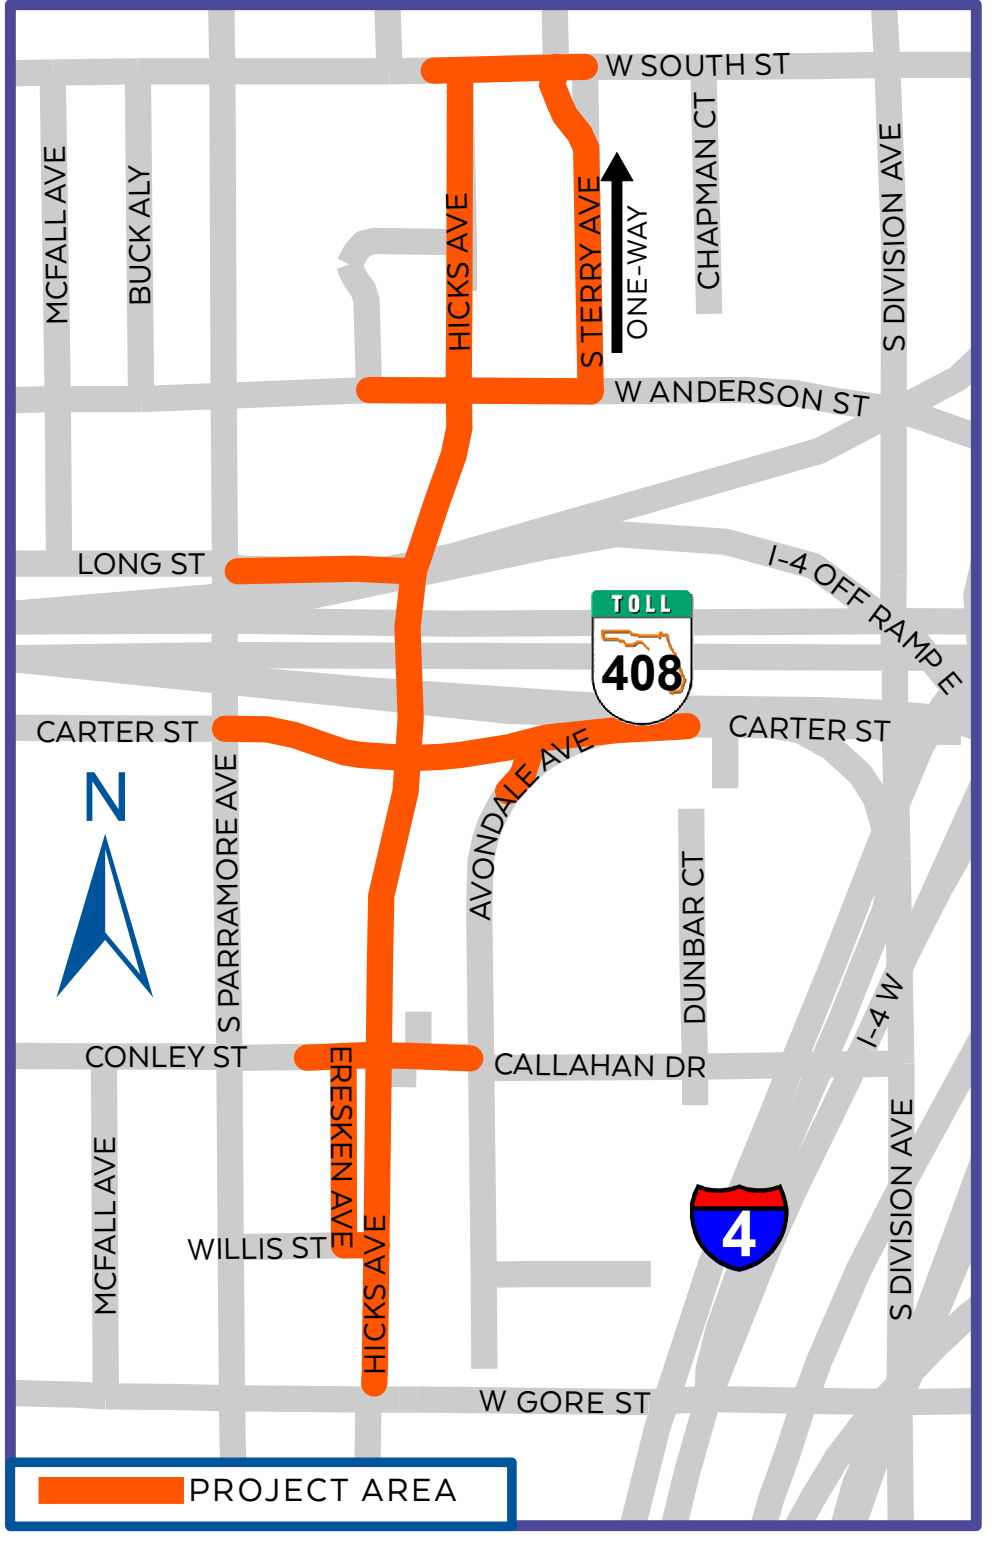 W SOUTH ST
MCFALL AVE
BUCK ALY
HICKS AVE
S TERRY AVE
ONE-WAY
CHAPMAN CT
S DIVISION AVE
W ANDERSON ST
LONG ST
I-4 OFF RAMP E
TOLL
408
CARTER ST
CARTER ST
AVONDALE AVE
N
S PARRAMORE AVE
DUNBAR CT
I-4 W
CONLEY ST
CALLAHAN DR
ERESKEN AVE
MCFALL AVE
WILLIS ST
HICKS AVE
4
S DIVISION AVE
W GORE ST
PROJECT AREA